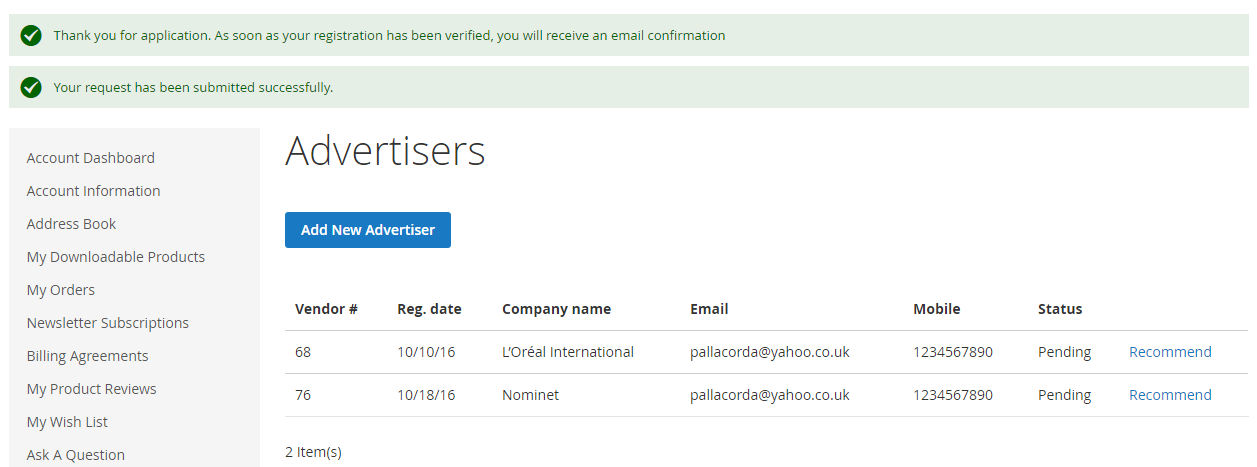 Thank you for application. As soon as your registration has been verified, you will receive an email confirmation
Your request has been submitted successfully.
Account Dashboard
Account Information
Address Book
My Downloadable Products
My Orders
Newsletter Subscriptions
Billing Agreements
My Product Reviews
My Wish List
Ask A Question
Advertisers
Add New Advertiser
Vendor # Reg. date Company name Email Mobile Status
68 10/10/16 L’Oréal International pallacorda@yahoo.co.uk 1234567890 Pending Recommend
76 10/18/16 Nominet pallacorda@yahoo.co.uk 1234567890 Pending Recommend
2 Item(s)